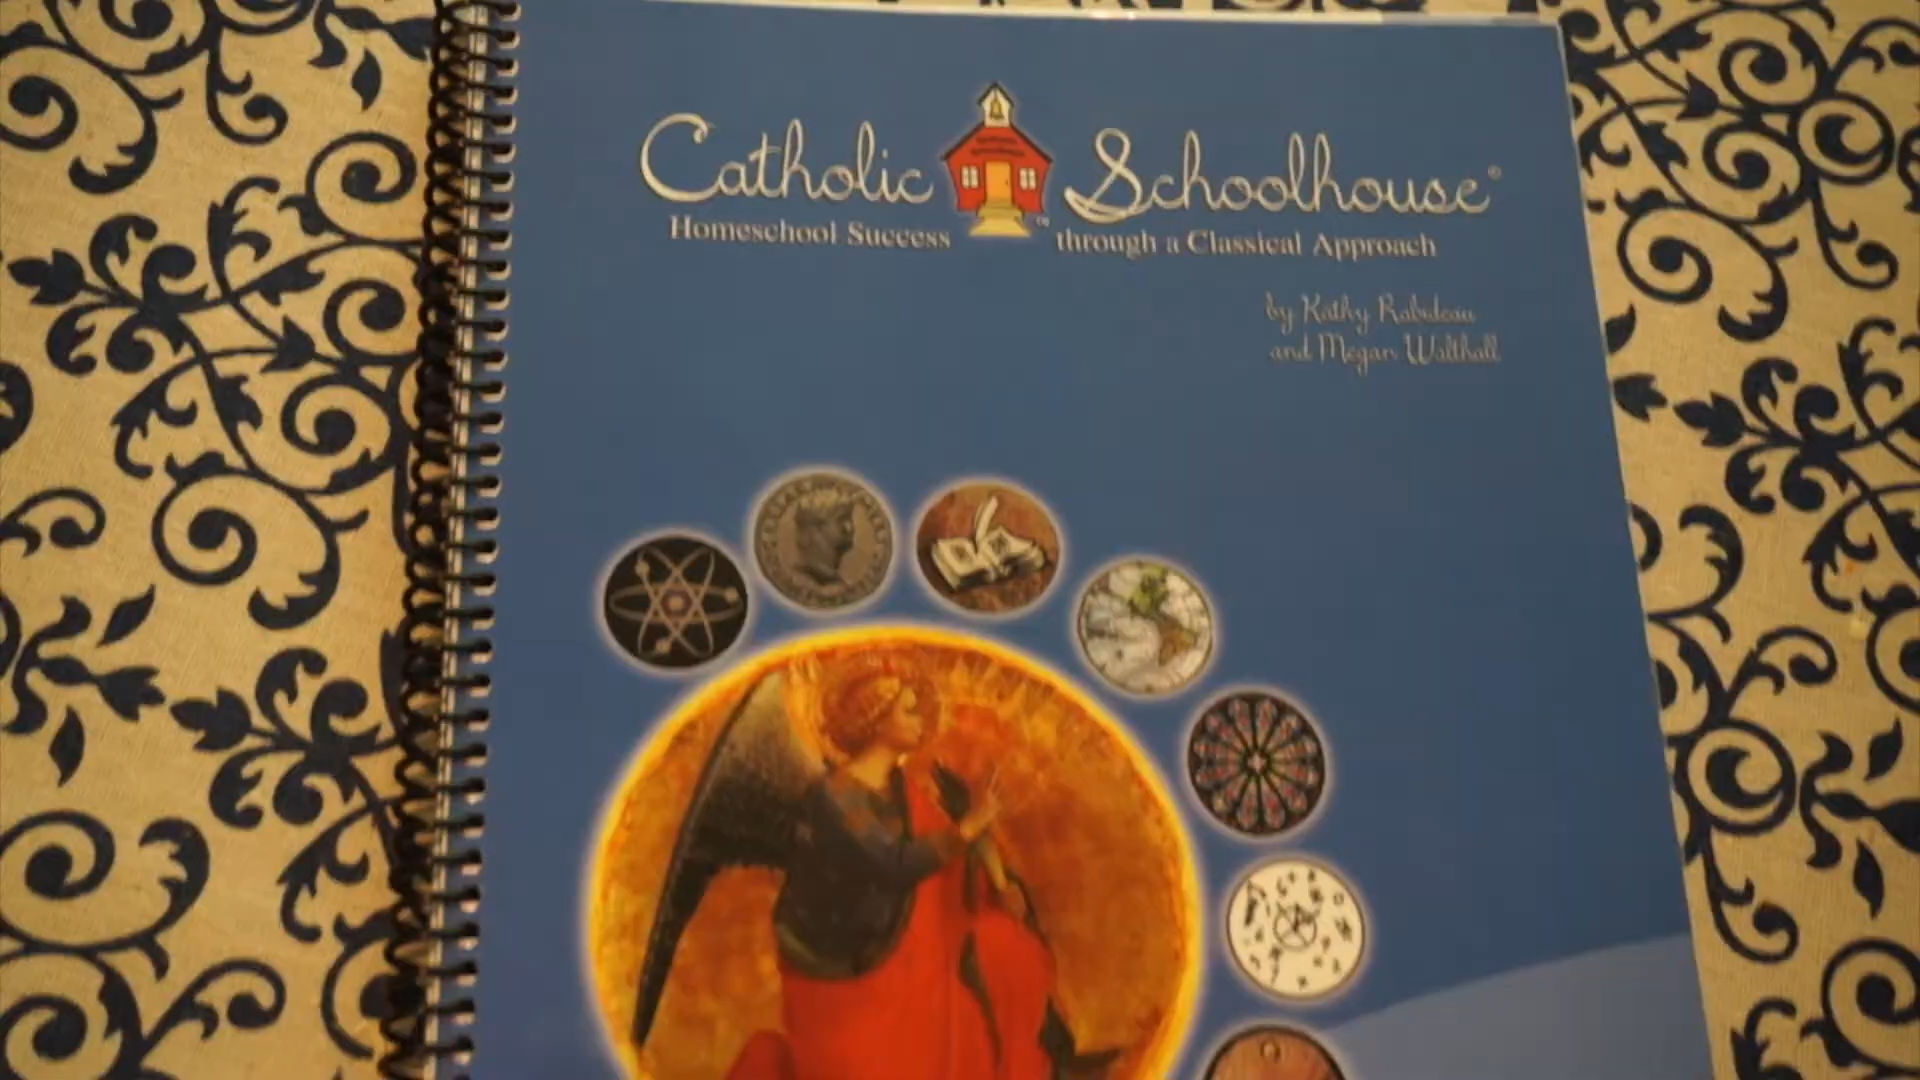 Catholic Schoolhouse®
Homeschool Success through a Classical Approach
by Kathy Rabideau
and Megan Walthall